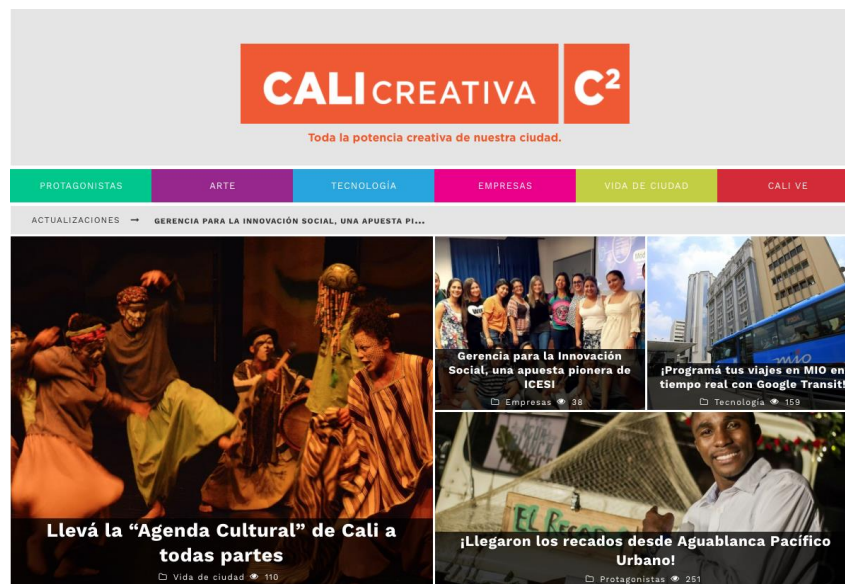 CALICREATIVA C²
Toda la potencia creativa de nuestra ciudad.
PROTAGONISTAS ARTE TECNOLOGÍA EMPRESAS VIDA DE CIUDAD CALI VE
ACTUALIZACIONES → GERENCIA PARA LA INNOVACIÓN SOCIAL, UNA APUESTA PI...
Llevá la “Agenda Cultural” de Cali a
todas partes
Vida de ciudad 110
Gerencia para la Innovación
Social, una apuesta pionera de
ICESI
Empresas 38
mio
¡Programá tus viajes en MIO en
tiempo real con Google Transit!
Tecnología 159
¡Llegaron los recados desde Aguablanca Pacífico
Urbano!
Protagonistas 251